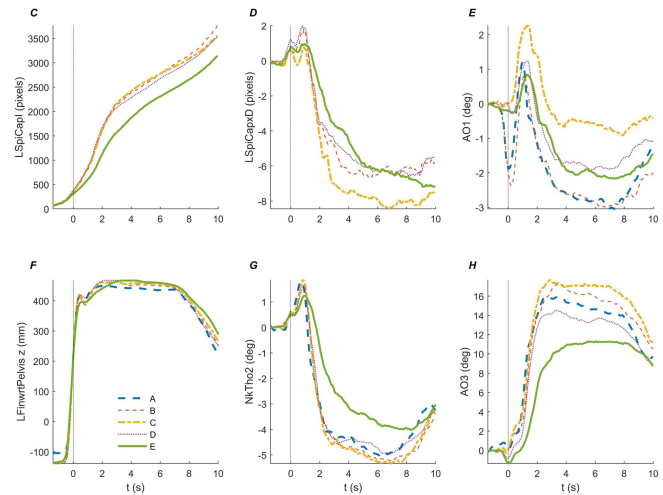 C
LSpiCapI (pixels)
3500
3000
2500
2000
1500
1000
500
0
0 2 4 6 8 10
t (s)
D
LSpiCapxD (pixels)
0
-2
-4
-6
-8
0 2 4 6 8 10
t (s)
E
AO1 (deg)
2
1
0
-1
-2
-3
0 2 4 6 8 10
t (s)
F
LFinwrtPelvis z (mm)
400
300
200
100
0
-100
0 2 4 6 8 10
t (s)
A
B
C
D
E
G
NkTho2 (deg)
1
0
-1
-2
-3
-4
-5
0 2 4 6 8 10
t (s)
H
AO3 (deg)
16
14
12
10
8
6
4
2
0
0 2 4 6 8 10
t (s)